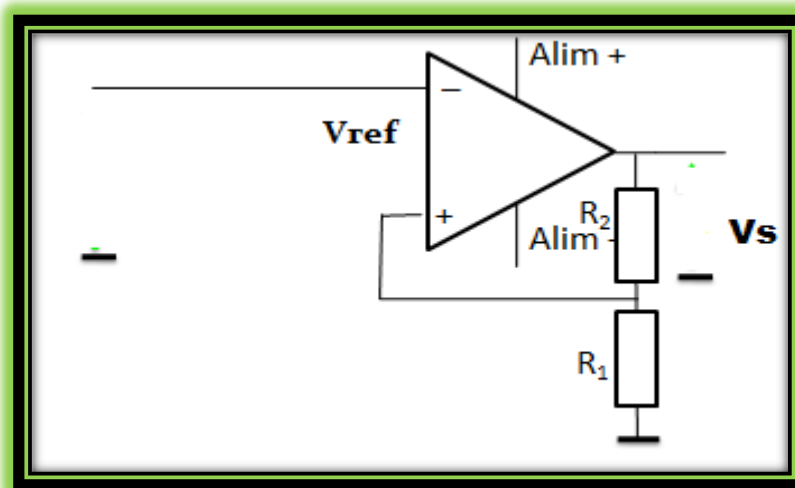 Alim +
−
Vref
+
R₂
Alim -
Vs
R₁